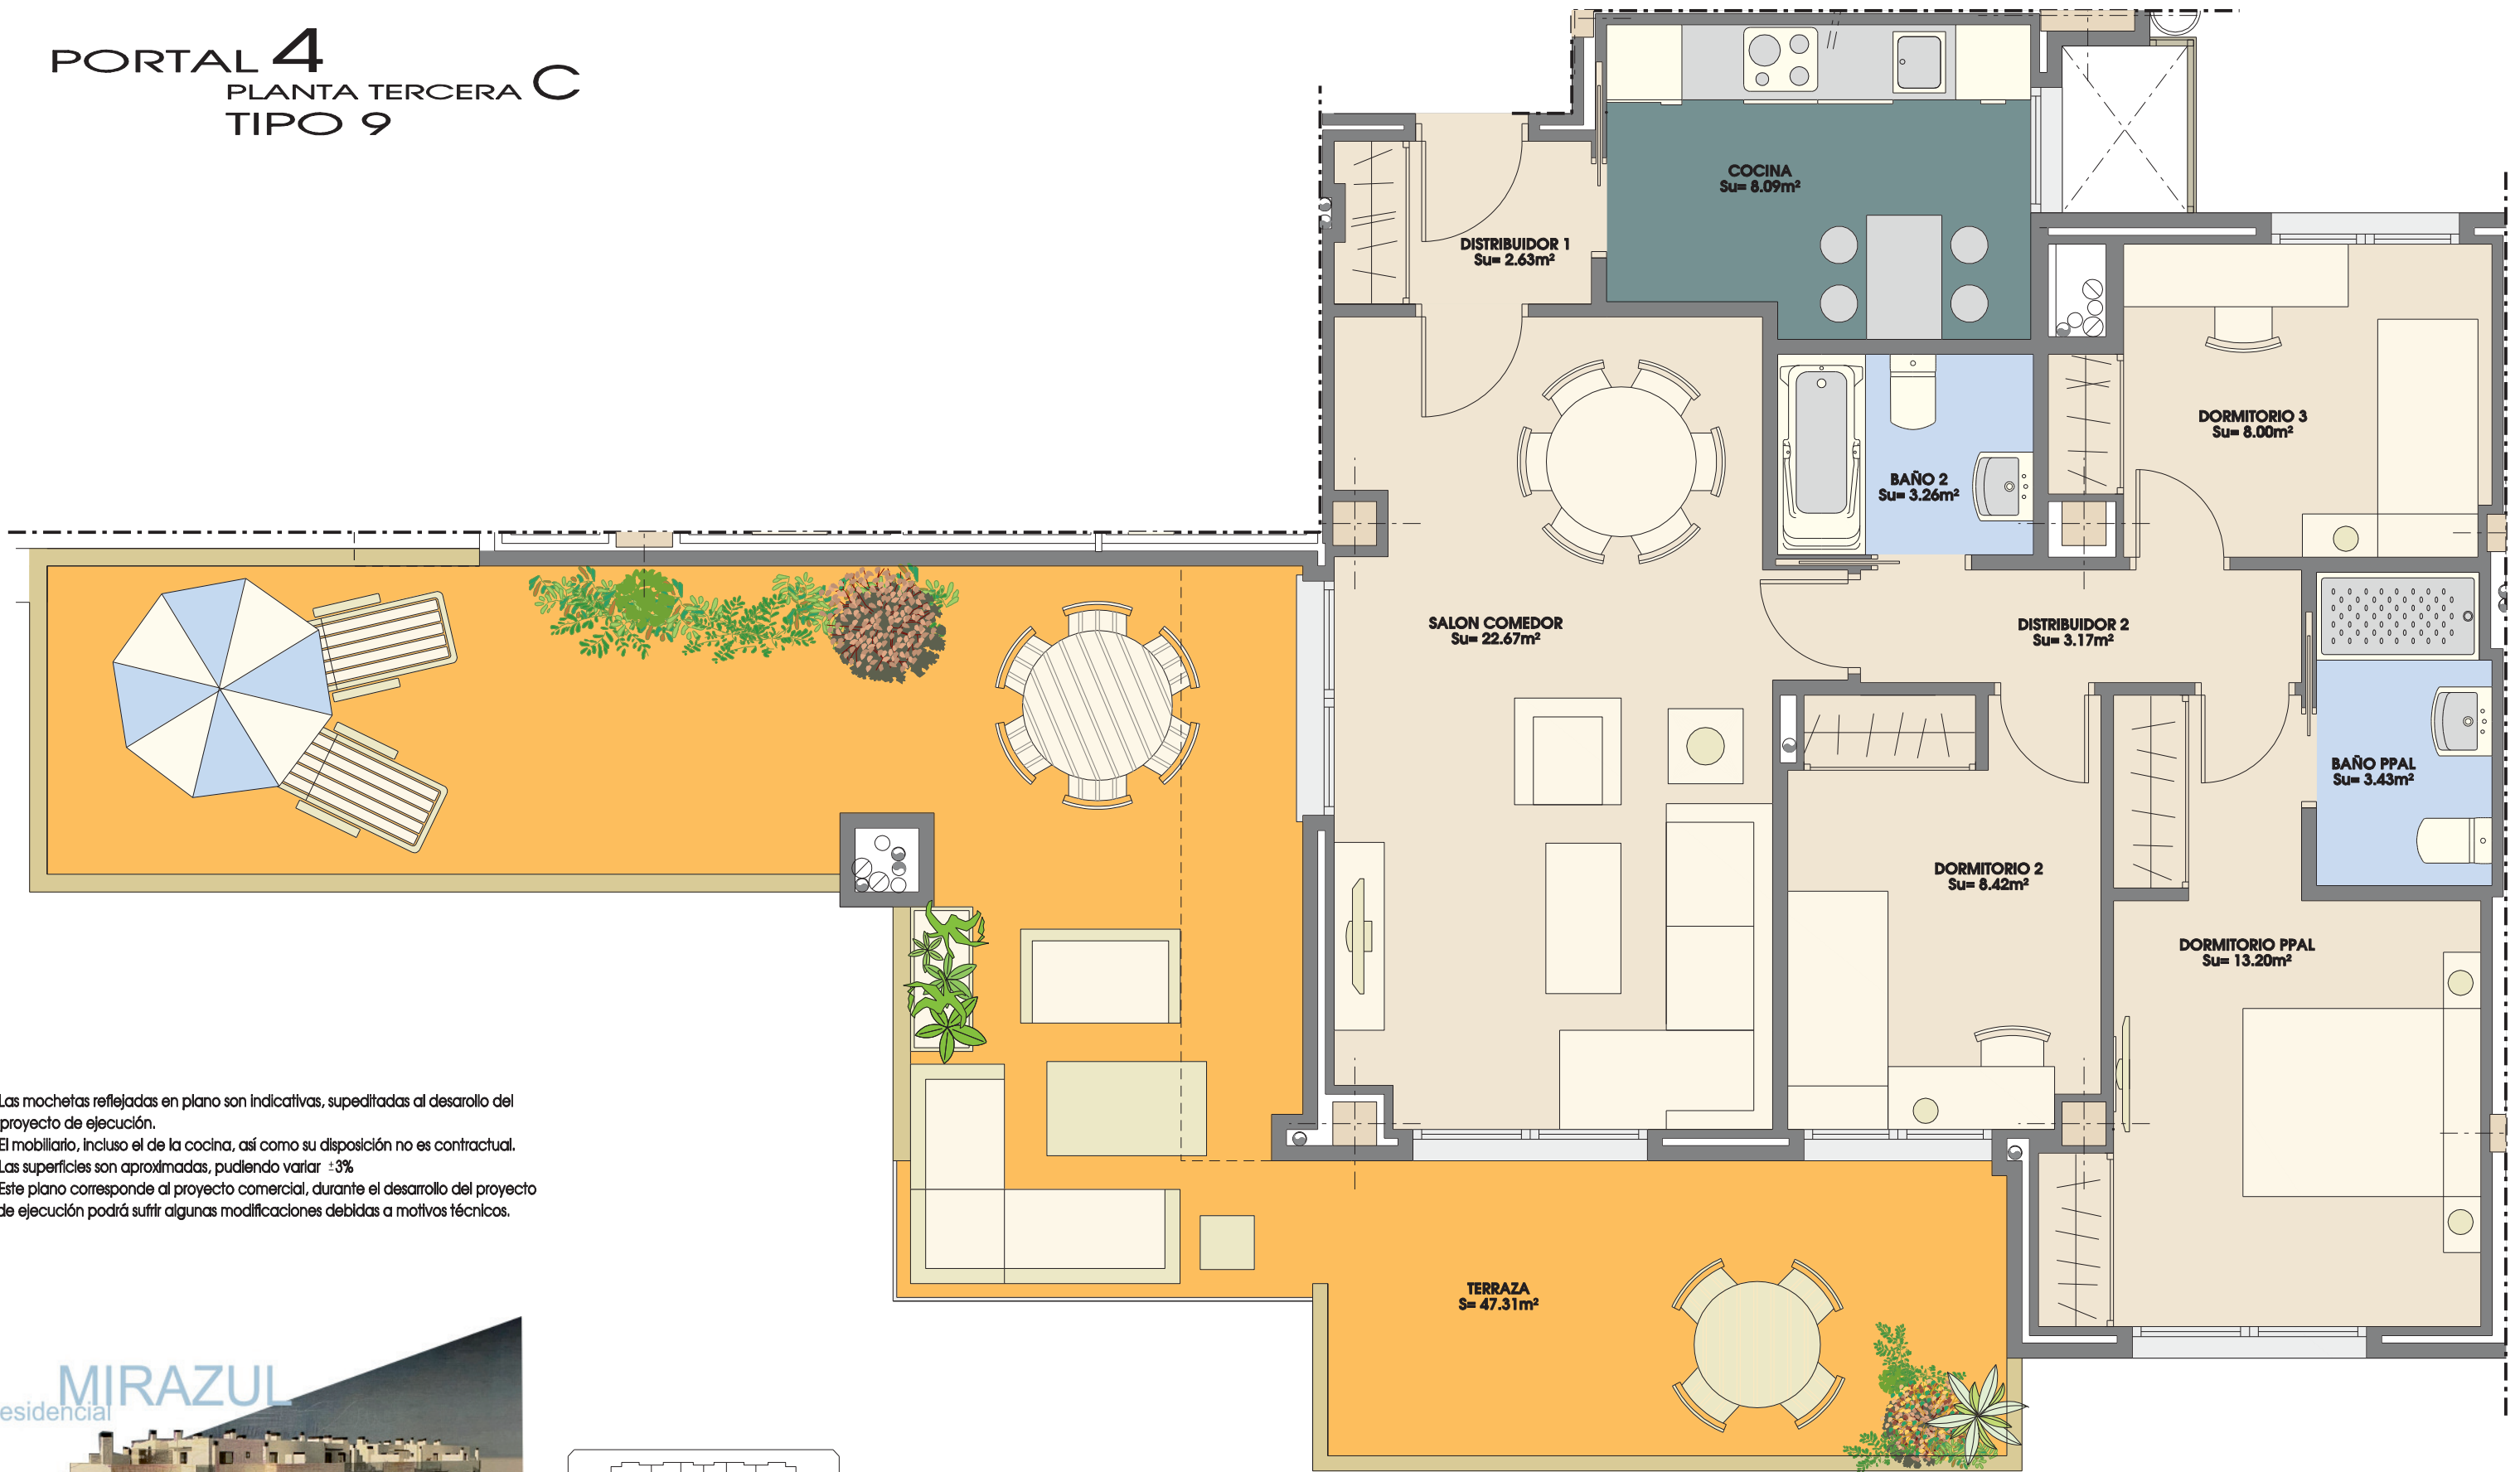 PORTAL 4
PLANTA TERCERA C
TIPO 9
COCINA
Su= 8.09m²
DISTRIBUIDOR 1
Su= 2.63m²
DORMITORIO 3
Su= 8.00m²
BAÑO 2
Su= 3.26m²
SALON COMEDOR
Su= 22.67m²
DISTRIBUIDOR 2
Su= 3.17m²
BAÑO PPAL
Su= 3.43m²
DORMITORIO 2
Su= 8.42m²
DORMITORIO PPAL
Su= 13.20m²
TERRAZA
S= 47.31m²
Las mochetas reflejadas en plano son indicativas, supeditadas al desarollo del
proyecto de ejecución.
El mobiliario, incluso el de la cocina, así como su disposición no es contractual.
Las superficies son aproximadas, pudiendo variar ±3%
Este plano corresponde al proyecto comercial, durante el desarrollo del proyecto
de ejecución podrá sufrir algunas modificaciones debidas a motivos técnicos.
MIRAZUL
esidencial